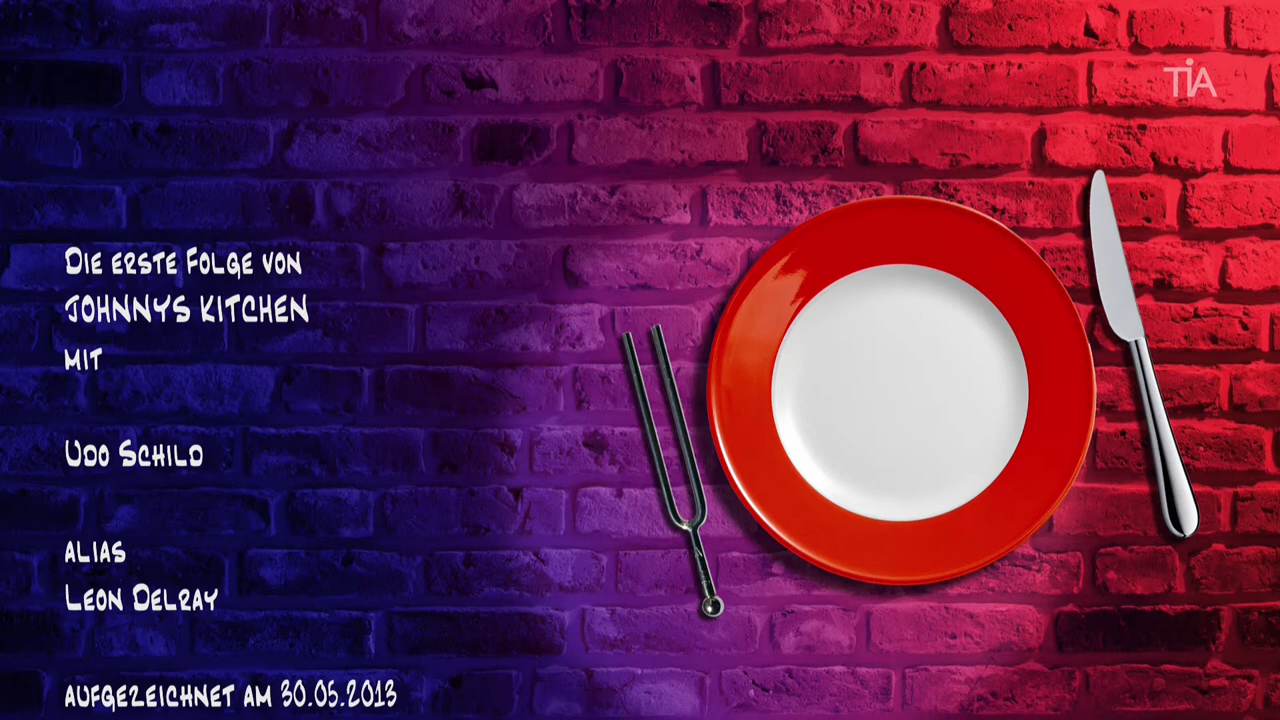 TiA
Die erste Folge von
JOHNNYS KITCHEN
mit
Udo Schild
alias
Leon Delray
aufgezeichnet am 30.05.2013